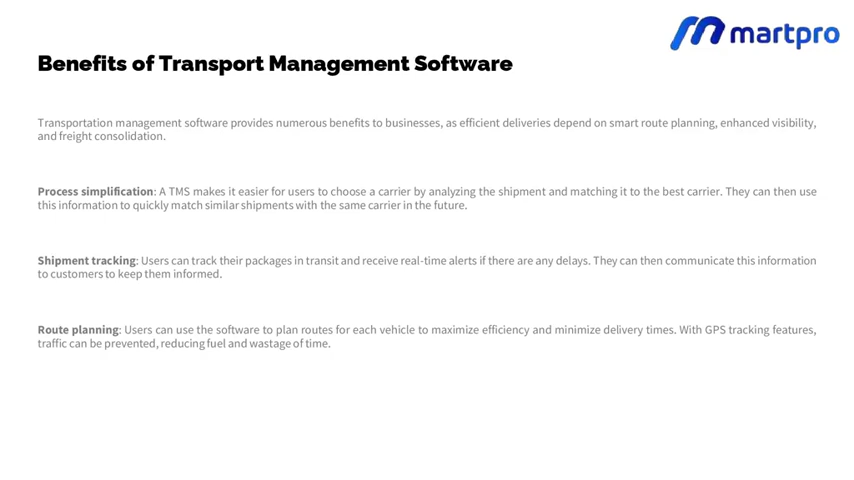 martpro
Benefits of Transport Management Software
Transportation management software provides numerous benefits to businesses, as efficient deliveries depend on smart route planning, enhanced visibility,
and freight consolidation.
Process simplification: A TMS makes it easier for users to choose a carrier by analyzing the shipment and matching it to the best carrier. They can then use
this information to quickly match similar shipments with the same carrier in the future.
Shipment tracking: Users can track their packages in transit and receive real-time alerts if there are any delays. They can then communicate this information
to customers to keep them informed.
Route planning: Users can use the software to plan routes for each vehicle to maximize efficiency and minimize delivery times. With GPS tracking features,
traffic can be prevented, reducing fuel and wastage of time.